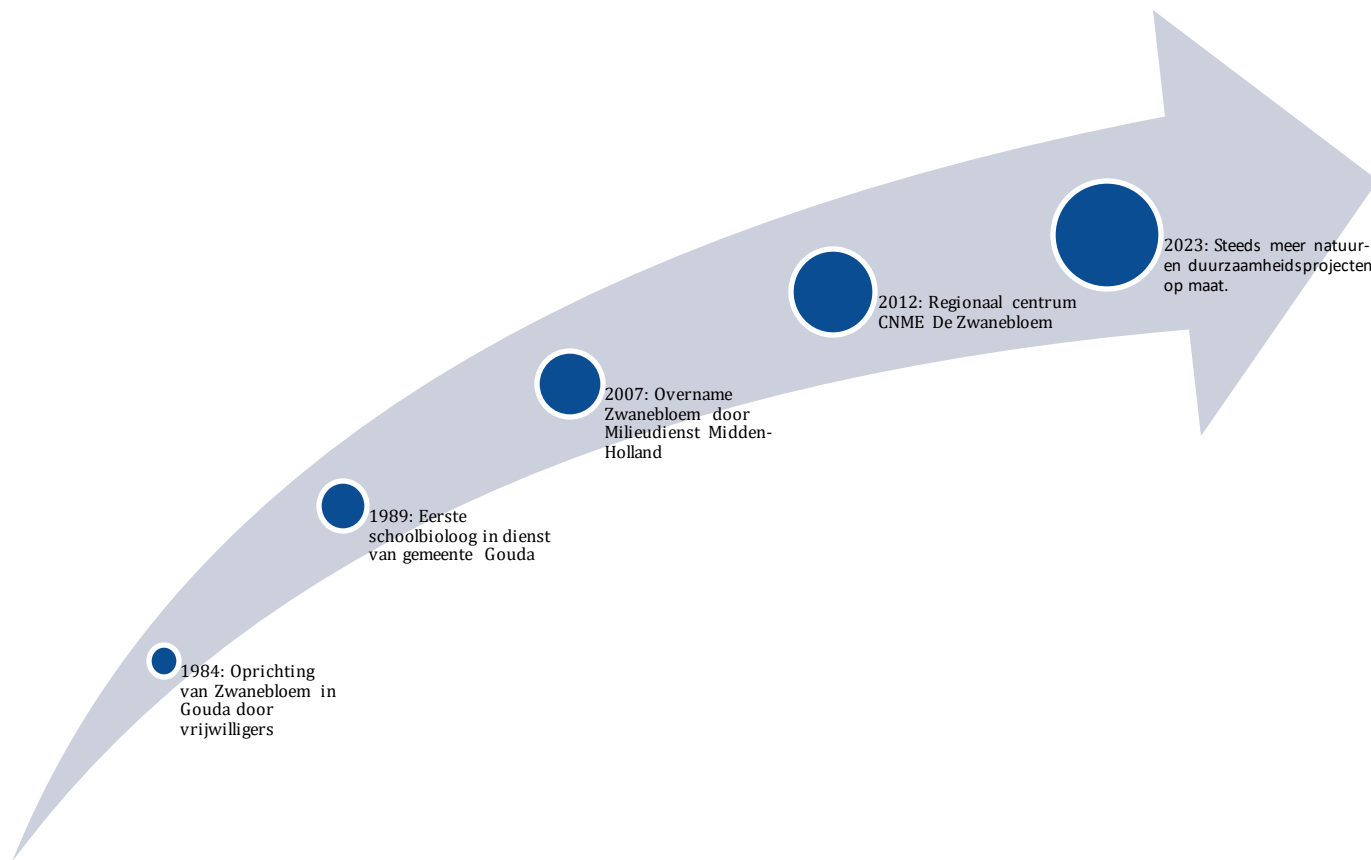 1984: Oprichting
van Zwanebloem in
Gouda door
vrijwilligers
1989: Eerste
schoolbioloog in dienst
van gemeente Gouda
2007: Overname
Zwanebloem door
Milieudienst Midden-
Holland
2012: Regionaal centrum
CNME De Zwanebloem
2023: Steeds meer natuur-
en duurzaamheidsprojecten
op maat.